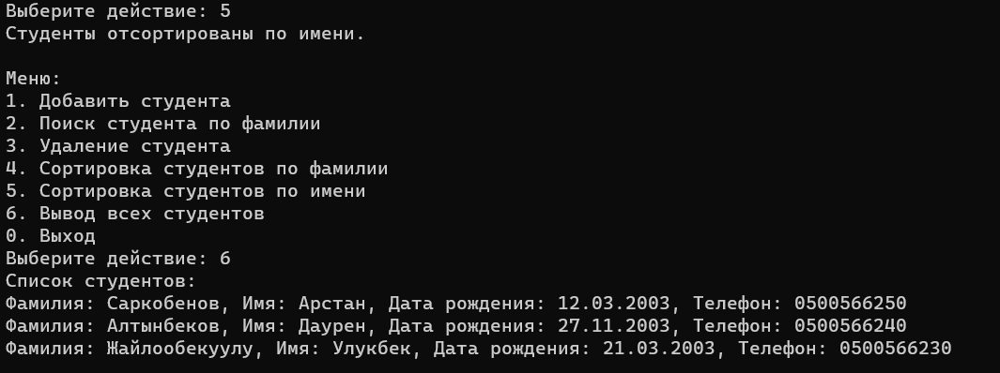 Выберите действие: 5
Студенты отсортированы по имени.
Меню:
1. Добавить студента
2. Поиск студента по фамилии
3. Удаление студента
4. Сортировка студентов по фамилии
5. Сортировка студентов по имени
6. Вывод всех студентов
0. Выход
Выберите действие: 6
Список студентов:
Фамилия: Саркобенов, Имя: Арстан, Дата рождения: 12.03.2003, Телефон: 0500566250
Фамилия: Алтынбеков, Имя: Даурен, Дата рождения: 27.11.2003, Телефон: 0500566240
Фамилия: Жайлообекуулу, Имя: Улукбек, Дата рождения: 21.03.2003, Телефон: 0500566230